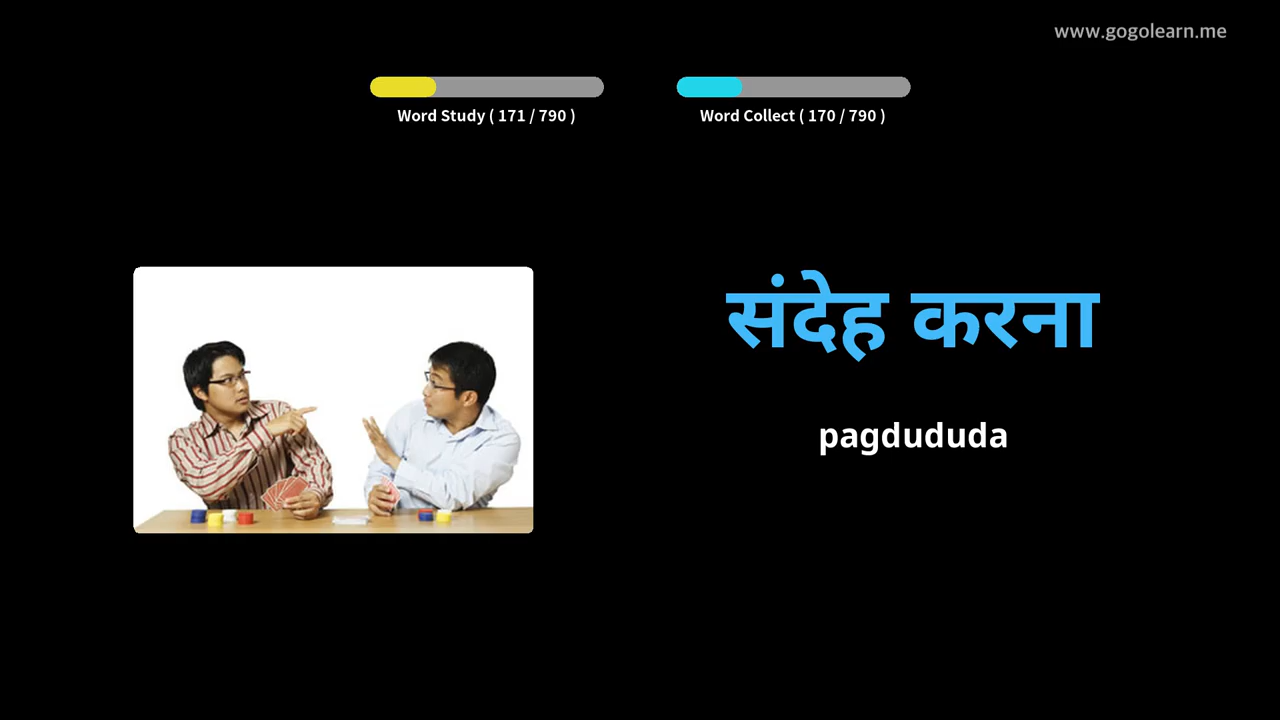 www.gogolearn.me
Word Study ( 171 / 790 )
Word Collect ( 170 / 790 )
संदेह करना
pagdududa